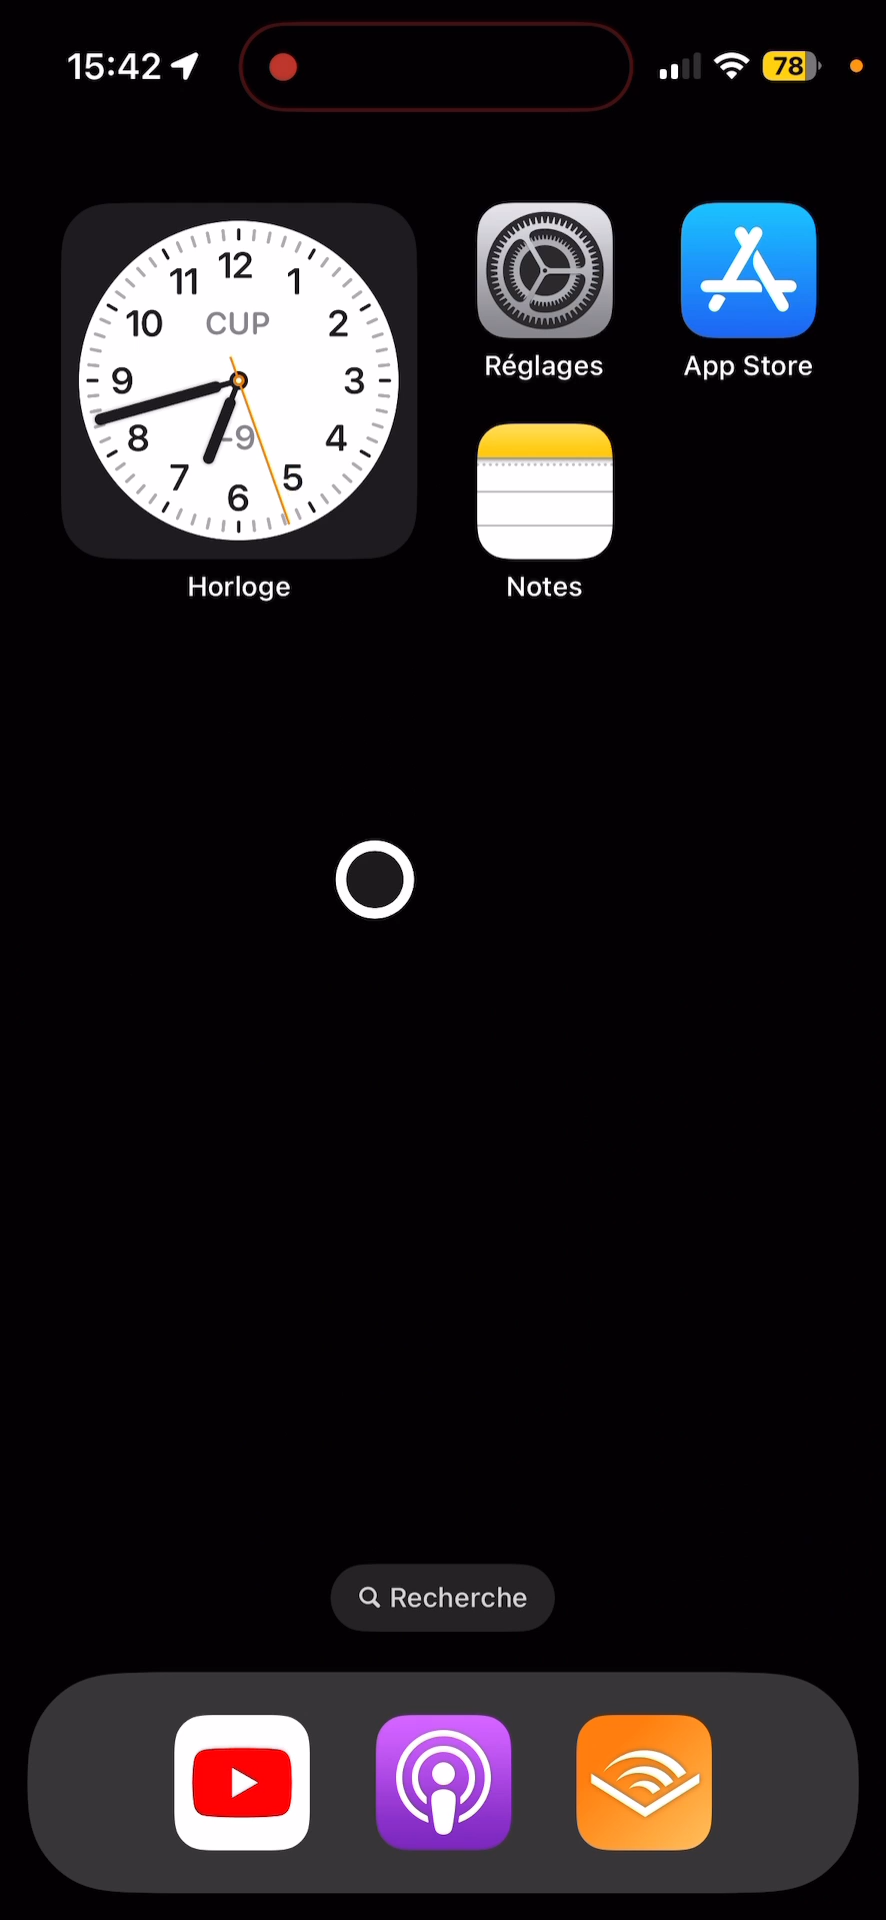 15:42
78
12
11 1
10 CUP 2
9 3
8 -9 4
7 5
6
Réglages
App Store
Horloge
Notes
Recherche